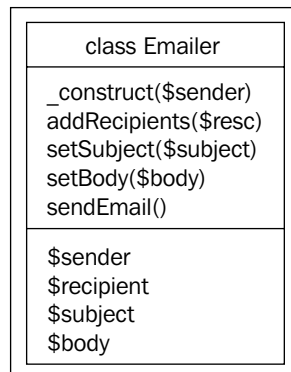 class Emailer
_construct($sender)
addRecipients($resc)
setSubject($subject)
setBody($body)
sendEmail()
$sender
$recipient
$subject
$body